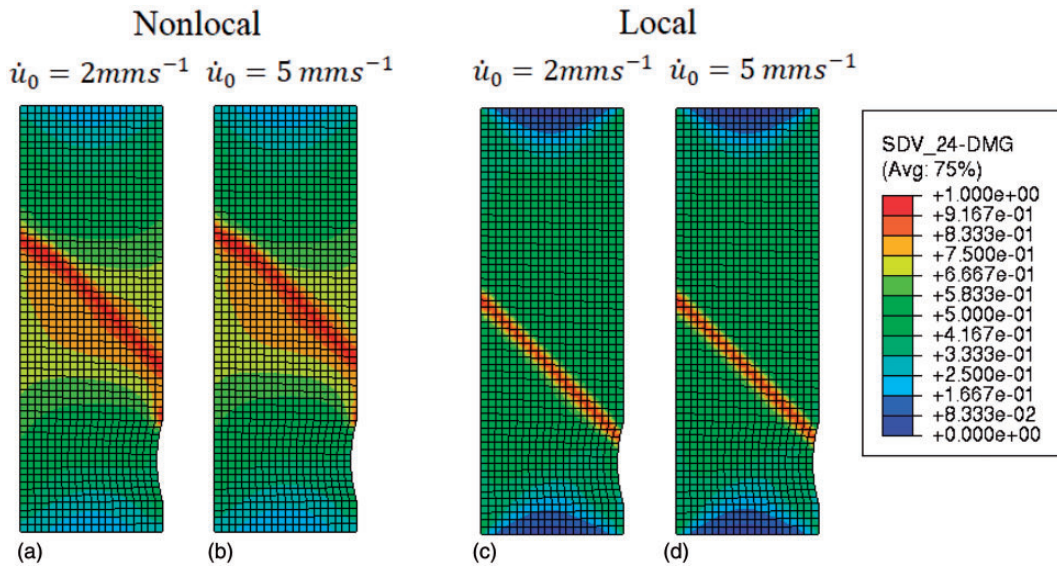 Nonlocal
Local
u̇₀ = 2mms⁻¹
u̇₀ = 5 mms⁻¹
u̇₀ = 2mms⁻¹
u̇₀ = 5 mms⁻¹
SDV_24-DMG
(Avg: 75%)
+1.000e+00
+9.167e-01
+8.333e-01
+7.500e-01
+6.667e-01
+5.833e-01
+5.000e-01
+4.167e-01
+3.333e-01
+2.500e-01
+1.667e-01
+8.333e-02
+0.000e+00
(a)
(b)
(c)
(d)